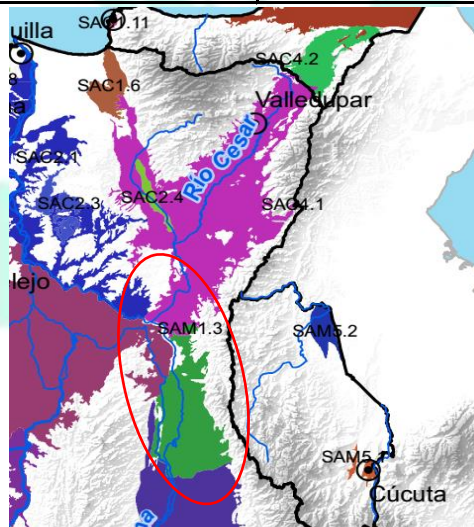 uilla
SAC1.11
SAC4.2
a
SAC1.6
Valledupar
SAC2.1
Río Cesar
SAC2.4
SAC2.3
SAC4.1
lejo
SAM1.3
SAM5.2
SAM5.1
Cúcuta
na